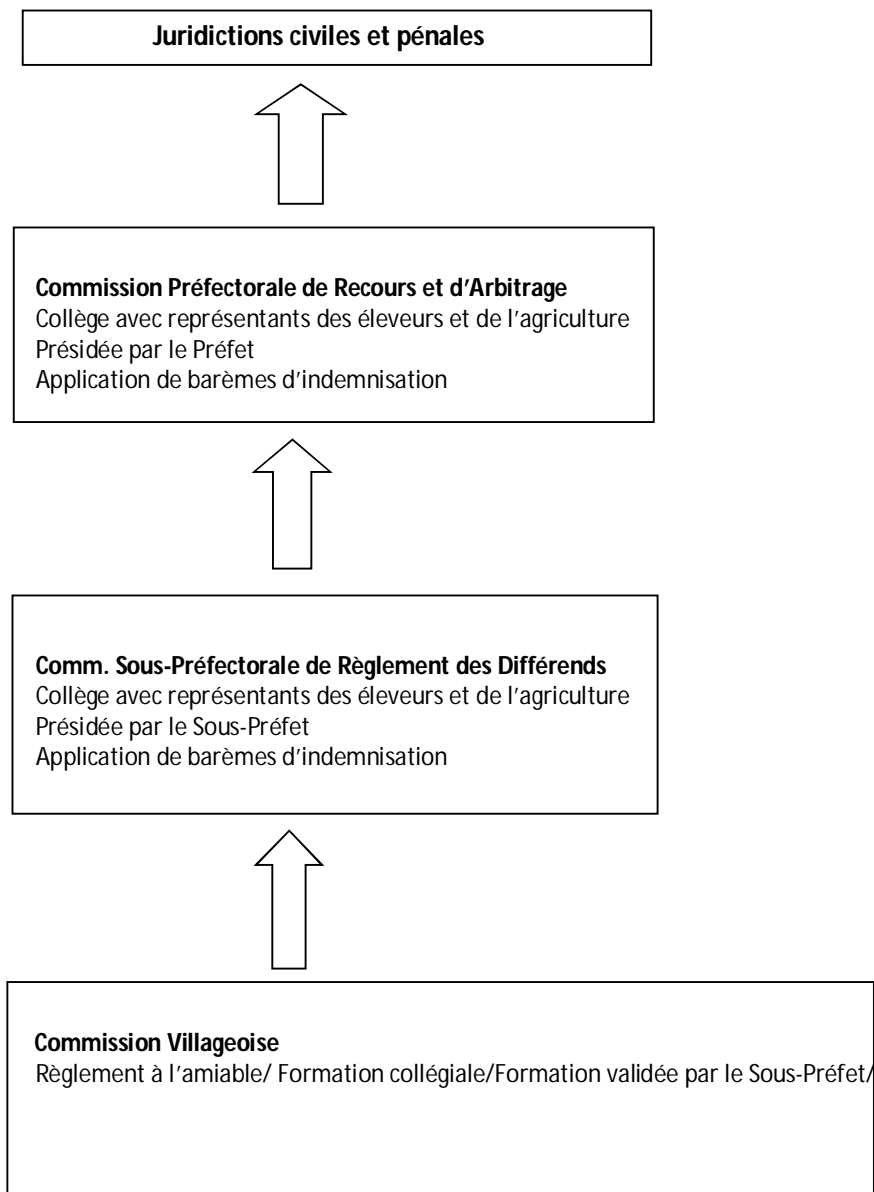 Juridictions civiles et pénales
Commission Préfectorale de Recours et d’Arbitrage
Collège avec représentants des éleveurs et de l’agriculture
Présidée par le Préfet
Application de barèmes d’indemnisation
Comm. Sous-Préfectorale de Règlement des Différends
Collège avec représentants des éleveurs et de l’agriculture
Présidée par le Sous-Préfet
Application de barèmes d’indemnisation
Commission Villageoise
Règlement à l’amiable/ Formation collégiale/Formation validée par le Sous-Préfet/